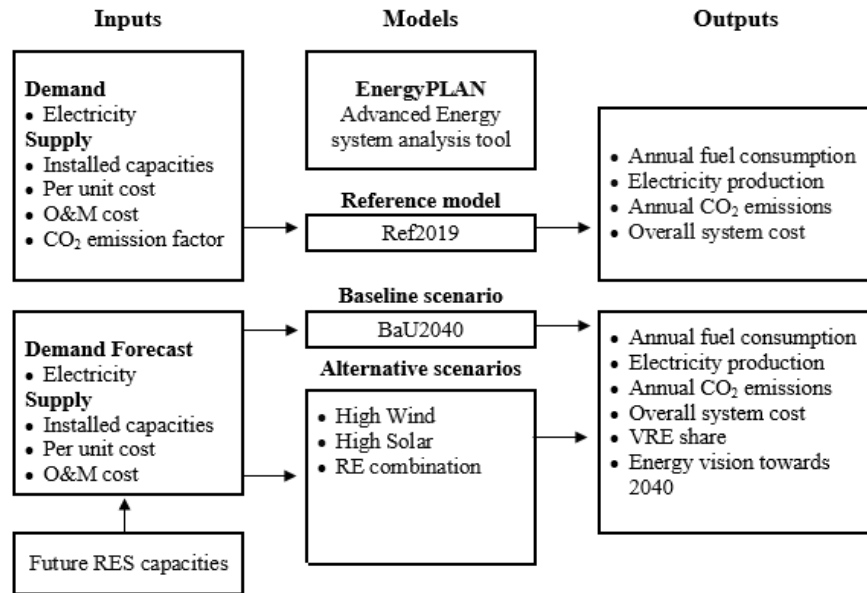 Inputs
Models
Outputs
Demand
• Electricity
Supply
• Installed capacities
• Per unit cost
• O&M cost
• CO₂ emission factor
EnergyPLAN
Advanced Energy
system analysis tool
Reference model
Ref2019
• Annual fuel consumption
• Electricity production
• Annual CO₂ emissions
• Overall system cost
Demand Forecast
• Electricity
Supply
• Installed capacities
• Per unit cost
• O&M cost
Future RES capacities
Baseline scenario
BaU2040
Alternative scenarios
• High Wind
• High Solar
• RE combination
• Annual fuel consumption
• Electricity production
• Annual CO₂ emissions
• Overall system cost
• VRE share
• Energy vision towards
2040